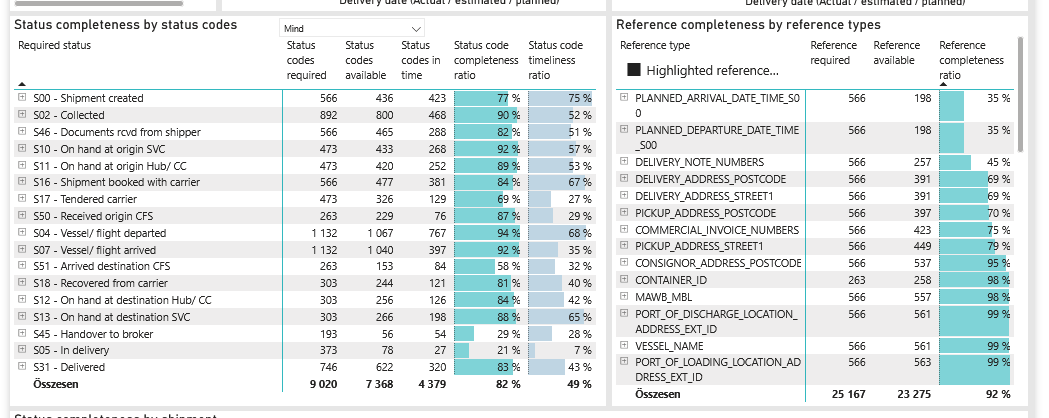 Delivery date (Actual / estimated / planned)
Delivery date (Actual / estimated / planned)
Status completeness by status codes
Mind
Required status
Status codes required
Status codes available
Status codes in time
Status code completeness ratio
Status code timeliness ratio
S00 - Shipment created 566 436 423 77 % 75 %
S02 - Collected 892 800 468 90 % 52 %
S46 - Documents rcvd from shipper 566 465 288 82 % 51 %
S10 - On hand at origin SVC 473 433 268 92 % 57 %
S11 - On hand at origin Hub/ CC 473 420 252 89 % 53 %
S16 - Shipment booked with carrier 566 477 381 84 % 67 %
S17 - Tendered carrier 473 326 129 69 % 27 %
S50 - Received origin CFS 263 229 76 87 % 29 %
S04 - Vessel/ flight departed 1 132 1 067 767 94 % 68 %
S07 - Vessel/ flight arrived 1 132 1 040 397 92 % 35 %
S51 - Arrived destination CFS 263 153 84 58 % 32 %
S18 - Recovered from carrier 303 244 121 81 % 40 %
S12 - On hand at destination Hub/ CC 303 256 126 84 % 42 %
S13 - On hand at destination SVC 303 266 198 88 % 65 %
S45 - Handover to broker 193 56 54 29 % 28 %
S05 - In delivery 373 78 27 21 % 7 %
S31 - Delivered 746 622 320 83 % 43 %
Összesen 9 020 7 368 4 379 82 % 49 %
Reference completeness by reference types
Reference type
Reference required
Reference available
Reference completeness ratio
Highlighted reference...
PLANNED_ARRIVAL_DATE_TIME_S0 566 198 35 %
0
PLANNED_DEPARTURE_DATE_TIME 566 198 35 %
_S00
DELIVERY_NOTE_NUMBERS 566 257 45 %
DELIVERY_ADDRESS_POSTCODE 566 391 69 %
DELIVERY_ADDRESS_STREET1 566 391 69 %
PICKUP_ADDRESS_POSTCODE 566 397 70 %
COMMERCIAL_INVOICE_NUMBERS 566 423 75 %
PICKUP_ADDRESS_STREET1 566 449 79 %
CONSIGNOR_ADDRESS_POSTCODE 566 537 95 %
CONTAINER_ID 263 258 98 %
MAWB_MBL 566 557 98 %
PORT_OF_DISCHARGE_LOCATION_ 566 561 99 %
ADDRESS_EXT_ID
VESSEL_NAME 566 561 99 %
PORT_OF_LOADING_LOCATION_AD 566 563 99 %
DRESS_EXT_ID
Összesen 25 167 23 275 92 %
Status completeness by shipment